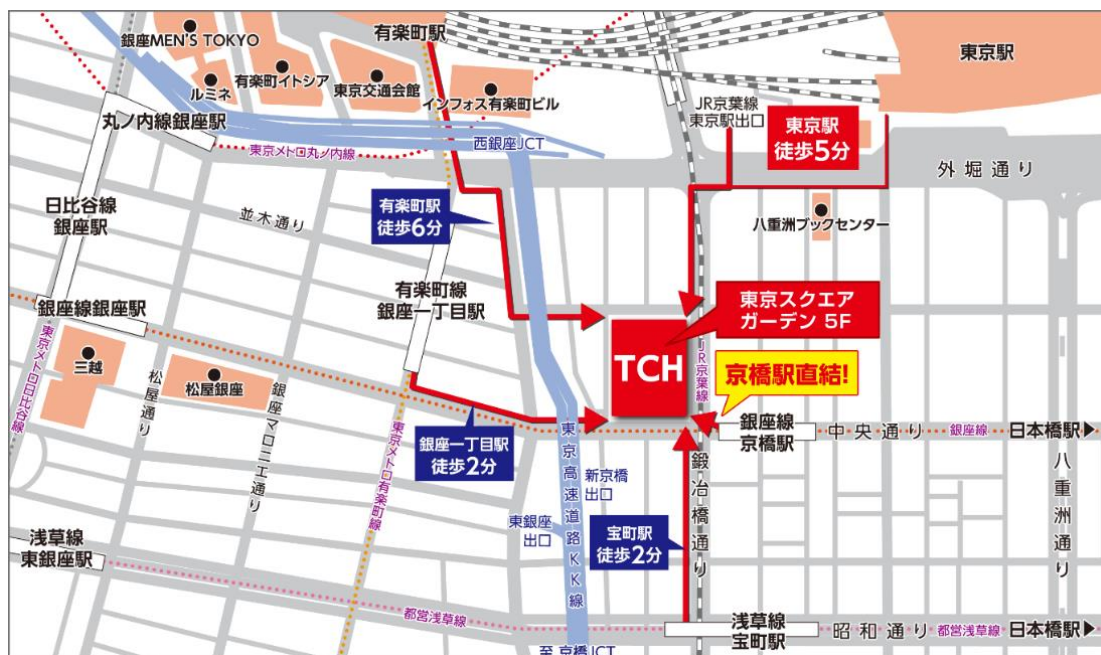 銀座MEN'S TOKYO
ルミネ
有楽町イトシア
東京交通会館
有楽町駅
インフォス有楽町ビル
東京駅
JR京葉線
東京駅出口
東京駅
徒歩5分
丸ノ内線銀座駅
東京メトロ丸ノ内線
西銀座JCT
外堀通り
日比谷線
銀座駅
並木通り
有楽町駅
徒歩6分
八重洲ブックセンター
有楽町線
銀座一丁目駅
銀座線銀座駅
東京スクエア
ガーデン 5F
TCH
JR京葉線
京橋駅直結!
三越
松屋銀座
東京メトロ日比谷線
松屋通り
銀座マロニエ通り
東京メトロ有楽町線
銀座一丁目駅
徒歩2分
東京高速道路KK線
新京橋
出口
東銀座
出口
銀座線
京橋駅
中央通り
銀座線
日本橋駅▶
鍛冶橋通り
八重洲通り
宝町駅
徒歩2分
浅草線
東銀座駅
都営浅草線
浅草線
宝町駅
昭和通り
都営浅草線
日本橋駅▶
至 京橋JCT